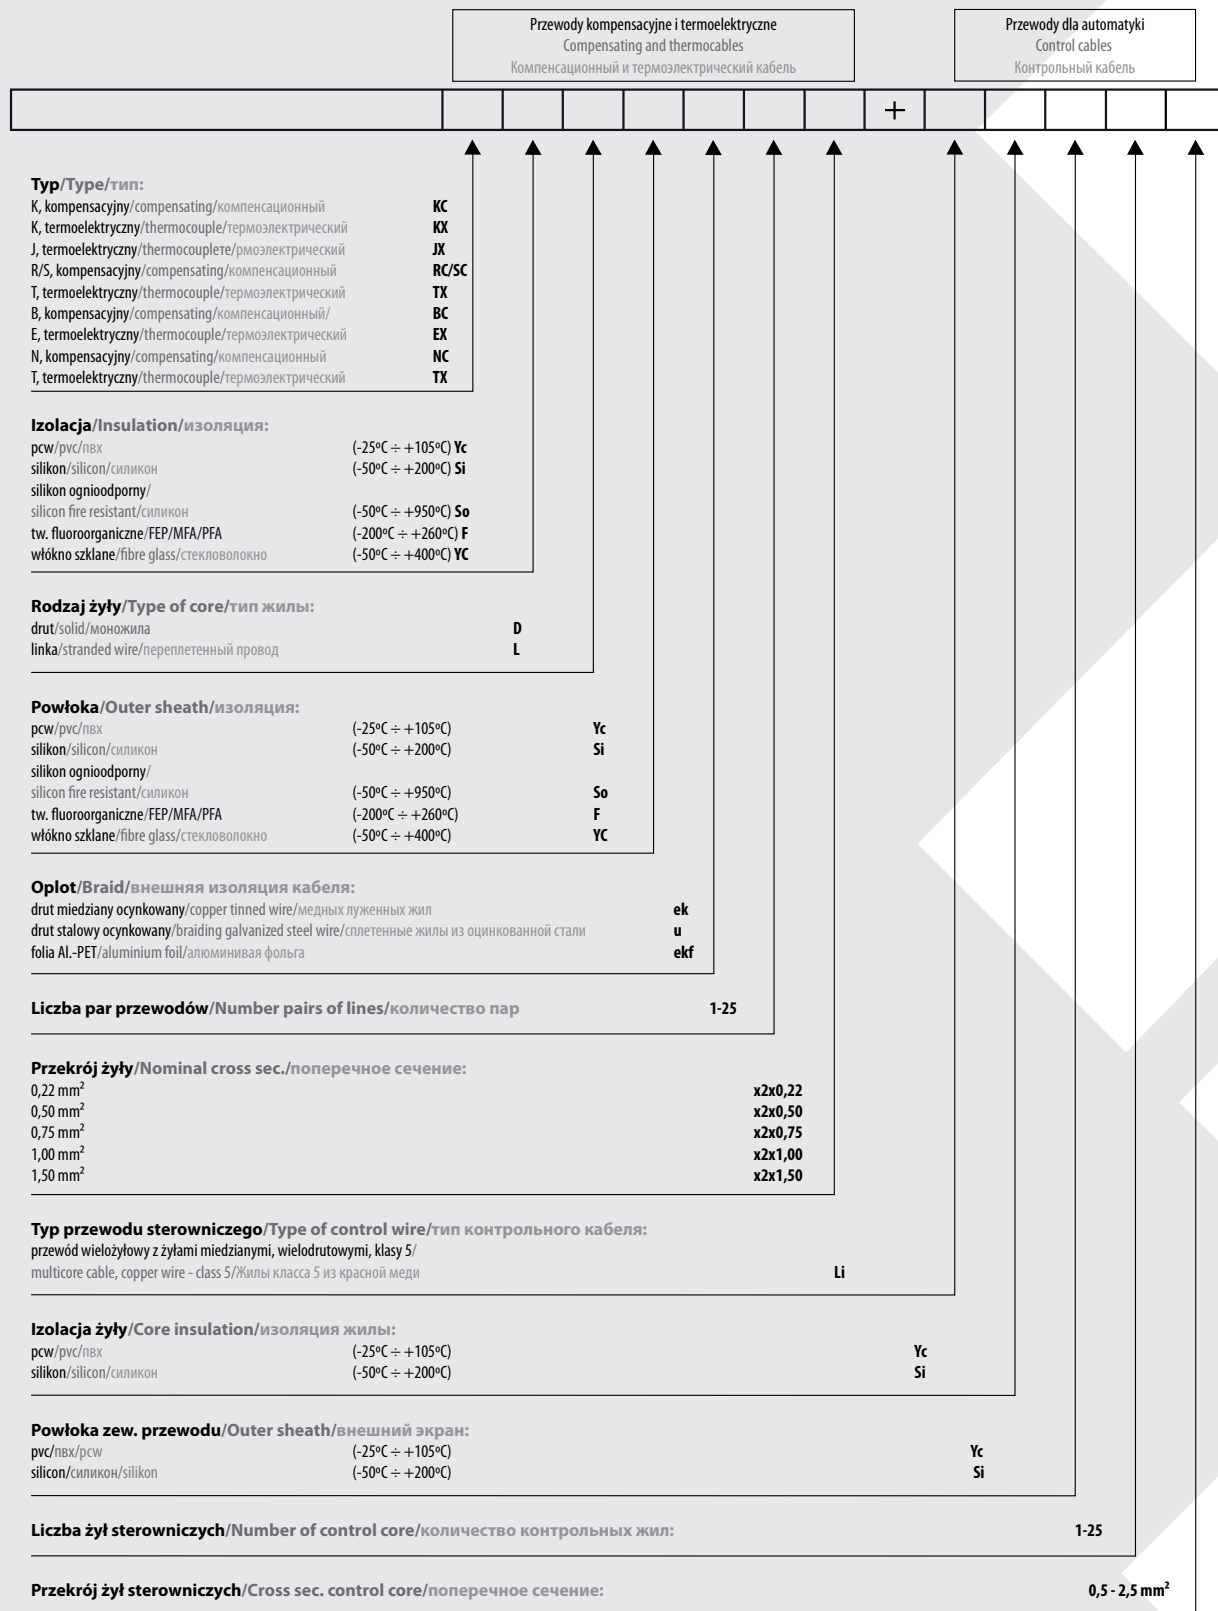 Przewody kompensacyjne i termoelektryczne
Compensating and thermocables
Компенсационный и термоэлектрический кабель
Przewody dla automatyki
Control cables
Контрольный кабель
+
Typ/Type/тип:
K, kompensacyjny/compensating/компенсационный KC
K, termoelektryczny/thermocouple/термоэлектрический KX
J, termoelektryczny/thermocoupleте/рмоэлектрический JX
R/S, kompensacyjny/compensating/компенсационный RC/SC
T, termoelektryczny/thermocouple/термоэлектрический TX
B, kompensacyjny/compensating/компенсационный/ BC
E, termoelektryczny/thermocouple/термоэлектрический EX
N, kompensacyjny/compensating/компенсационный NC
T, termoelektryczny/thermocouple/термоэлектрический TX
Izolacja/Insulation/изоляция:
pcw/pvc/пвх (-25ºC ÷ +105ºC) Yc
silikon/silicon/силикон (-50ºC ÷ +200ºC) Si
silikon ognioodporny/
silicon fire resistant/силикон (-50ºC ÷ +950ºC) So
tw. fluoroorganiczne/FEP/MFA/PFA (-200ºC ÷ +260ºC) F
włókno szklane/fibre glass/стекловолокно (-50ºC ÷ +400ºC) YC
Rodzaj żyły/Type of core/тип жилы:
drut/solid/моножила D
linka/stranded wire/переплетенный провод L
Powłoka/Outer sheath/изоляция:
pcw/pvc/пвх (-25ºC ÷ +105ºC) Yc
silikon/silicon/силикон (-50ºC ÷ +200ºC) Si
silikon ognioodporny/
silicon fire resistant/силикон (-50ºC ÷ +950ºC) So
tw. fluoroorganiczne/FEP/MFA/PFA (-200ºC ÷ +260ºC) F
włókno szklane/fibre glass/стекловолокно (-50ºC ÷ +400ºC) YC
Oplot/Braid/внешняя изоляция кабеля:
drut miedziany ocynkowany/copper tinned wire/медных луженных жил ek
drut stalowy ocynkowany/braiding galvanized steel wire/сплетенные жилы из оцинкованной стали u
folia Al.-PET/aluminium foil/алюминивая фольга ekf
Liczba par przewodów/Number pairs of lines/количество пар 1-25
Przekrój żyły/Nominal cross sec./поперечное сечение:
0,22 mm² x2x0,22
0,50 mm² x2x0,50
0,75 mm² x2x0,75
1,00 mm² x2x1,00
1,50 mm² x2x1,50
Typ przewodu sterowniczego/Type of control wire/тип контрольного кабеля:
przewód wielożyłowy z żyłami miedzianymi, wielodrutowymi, klasy 5/
multicore cable, copper wire - class 5/Жилы класса 5 из красной меди Li
Izolacja żyły/Core insulation/изоляция жилы:
pcw/pvc/пвх (-25ºC ÷ +105ºC) Yc
silikon/silicon/силикон (-50ºC ÷ +200ºC) Si
Powłoka zew. przewodu/Outer sheath/внешний экран:
pvc/пвх/pcw (-25ºC ÷ +105ºC) Yc
silicon/силикон/silikon (-50ºC ÷ +200ºC) Si
Liczba żył sterowniczych/Number of control core/количество контрольных жил: 1-25
Przekrój żył sterowniczych/Cross sec. control core/поперечное сечение: 0,5 - 2,5 mm²